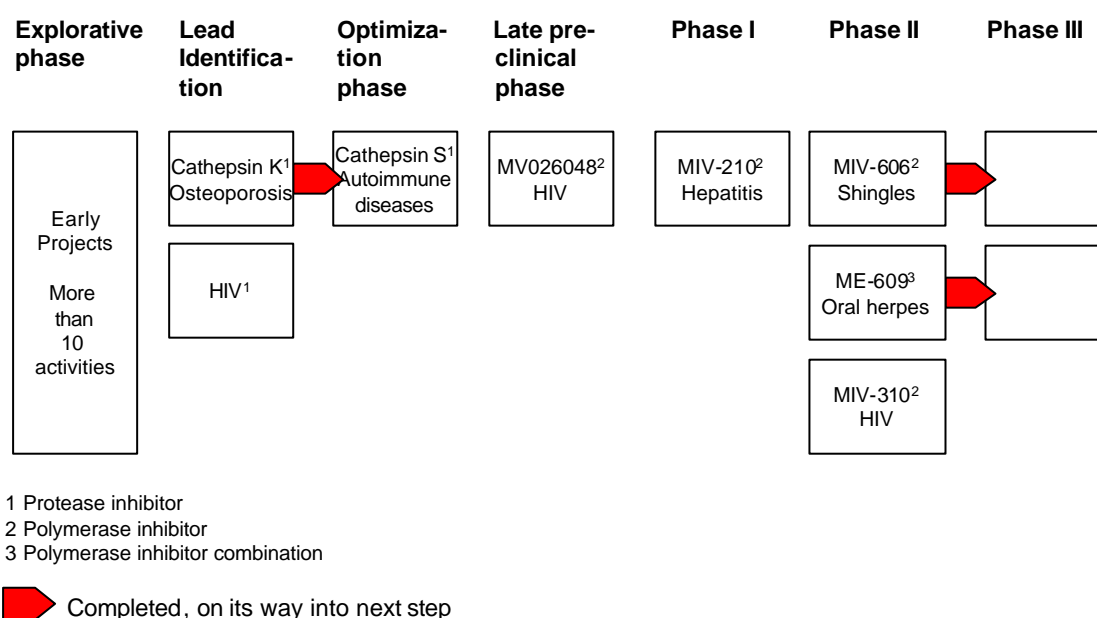 Explorative
phase
Lead
Identifica-
tion
Optimiza-
tion
phase
Late pre-
clinical
phase
Phase I
Phase II
Phase III
Early
Projects
More
than
10
activities
Cathepsin K¹
Osteoporosis
HIV¹
Cathepsin S¹
Autoimmune
diseases
MV026048²
HIV
MIV-210²
Hepatitis
MIV-606²
Shingles
ME-609³
Oral herpes
MIV-310²
HIV
1 Protease inhibitor
2 Polymerase inhibitor
3 Polymerase inhibitor combination
Completed, on its way into next step